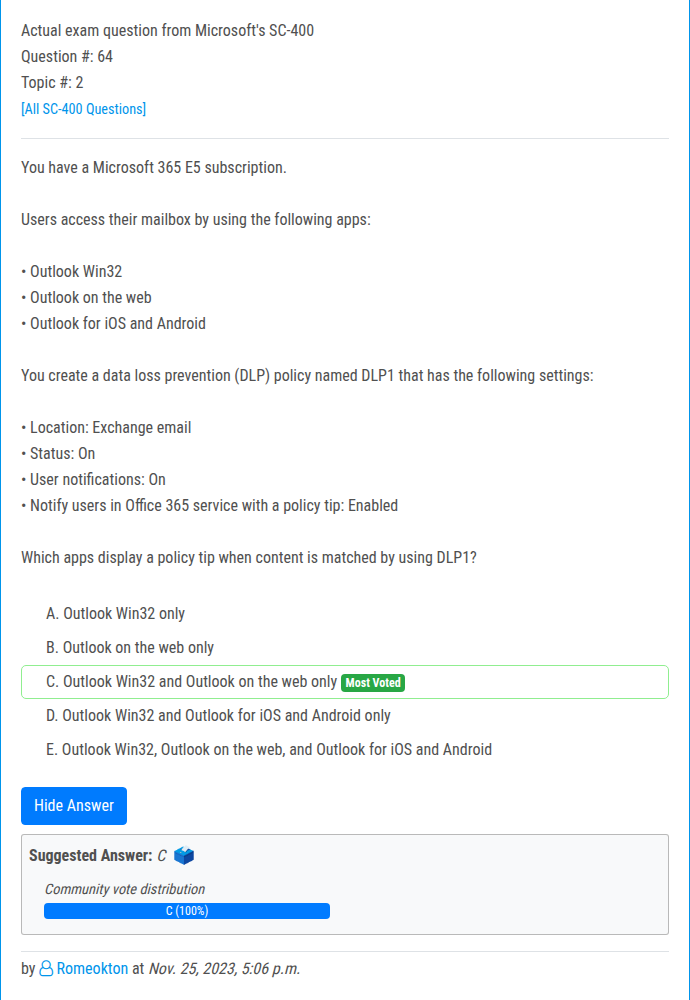 Actual exam question from Microsoft's SC-400
Question #: 64
Topic #: 2
[All SC-400 Questions]
You have a Microsoft 365 E5 subscription.
Users access their mailbox by using the following apps:
• Outlook Win32
• Outlook on the web
• Outlook for iOS and Android
You create a data loss prevention (DLP) policy named DLP1 that has the following settings:
• Location: Exchange email
• Status: On
• User notifications: On
• Notify users in Office 365 service with a policy tip: Enabled
Which apps display a policy tip when content is matched by using DLP1?
A. Outlook Win32 only
B. Outlook on the web only
C. Outlook Win32 and Outlook on the web only Most Voted
D. Outlook Win32 and Outlook for iOS and Android only
E. Outlook Win32, Outlook on the web, and Outlook for iOS and Android
Hide Answer
Suggested Answer: C
Community vote distribution
C (100%)
by Romeokton at Nov. 25, 2023, 5:06 p.m.